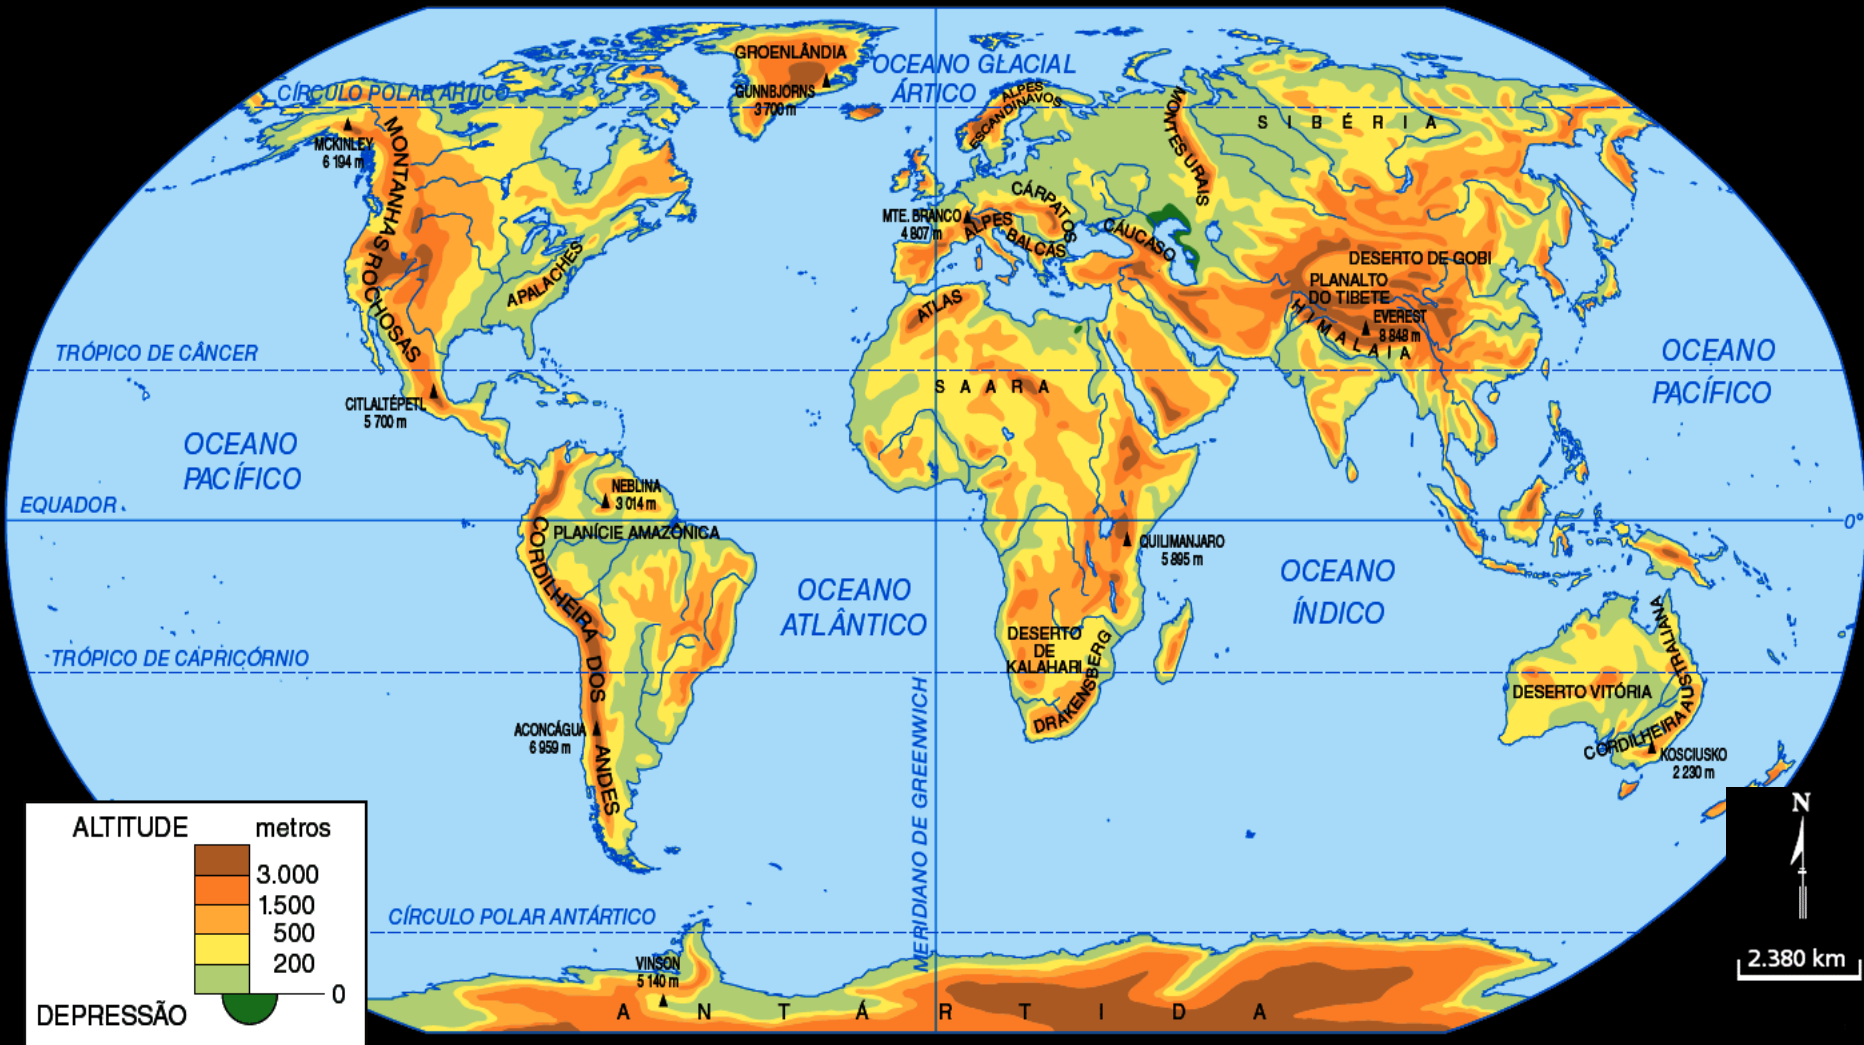 GROENLÂNDIA
GUNNBJORNS
3 700 m
OCEANO GLACIAL
ÁRTICO
CÍRCULO POLAR ÁRTICO
MCKINLEY
6 194 m
MONTANHAS ROCHOSAS
APALACHES
ALPES
ESCANDINAVOS
MONTES URAIS
SIBÉRIA
MTE. BRANCO
4 807 m
ALPES
CÁRPATOS
BALCÃS
CÁUCASO
DESERTO DE GOBI
PLANALTO
DO TIBETE
HIMALAIA
EVEREST
8 848 m
ATLAS
SAARA
TRÓPICO DE CÂNCER
CITLALTÉPETL
5 700 m
OCEANO
PACÍFICO
OCEANO
PACÍFICO
EQUADOR
0°
NEBLINA
3 014 m
PLANÍCIE AMAZÔNICA
CORDILHEIRA DOS ANDES
QUILIMANJARO
5 895 m
OCEANO
ATLÂNTICO
OCEANO
ÍNDICO
DESERTO
DE
KALAHARI
DRAKENSBERG
TRÓPICO DE CAPRICÓRNIO
ACONCÁGUA
6 959 m
MERIDIANO DE GREENWICH
DESERTO VITÓRIA
CORDILHEIRA AUSTRALIANA
KOSCIUSKO
2 230 m
CÍRCULO POLAR ANTÁRTICO
VINSON
5 140 m
ANTÁRTIDA
ALTITUDE metros
3.000
1.500
500
200
0
DEPRESSÃO
N
2.380 km